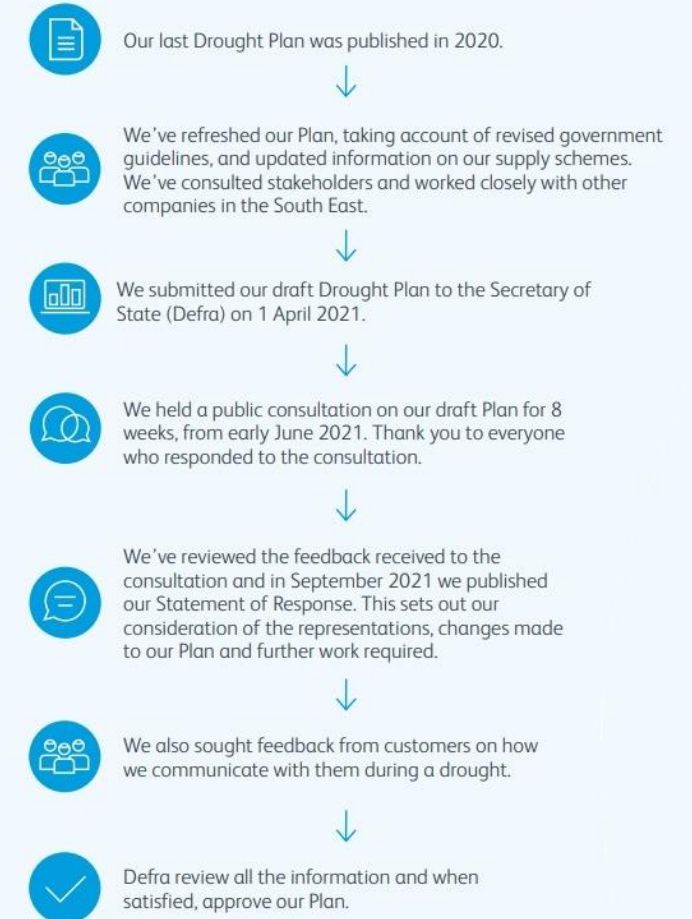 Our last Drought Plan was published in 2020.
We've refreshed our Plan, taking account of revised government
guidelines, and updated information on our supply schemes.
We've consulted stakeholders and worked closely with other
companies in the South East.
We submitted our draft Drought Plan to the Secretary of
State (Defra) on 1 April 2021.
We held a public consultation on our draft Plan for 8
weeks, from early June 2021. Thank you to everyone
who responded to the consultation.
We've reviewed the feedback received to the
consultation and in September 2021 we published
our Statement of Response. This sets out our
consideration of the representations, changes made
to our Plan and further work required.
We also sought feedback from customers on how
we communicate with them during a drought.
Defra review all the information and when
satisfied, approve our Plan.